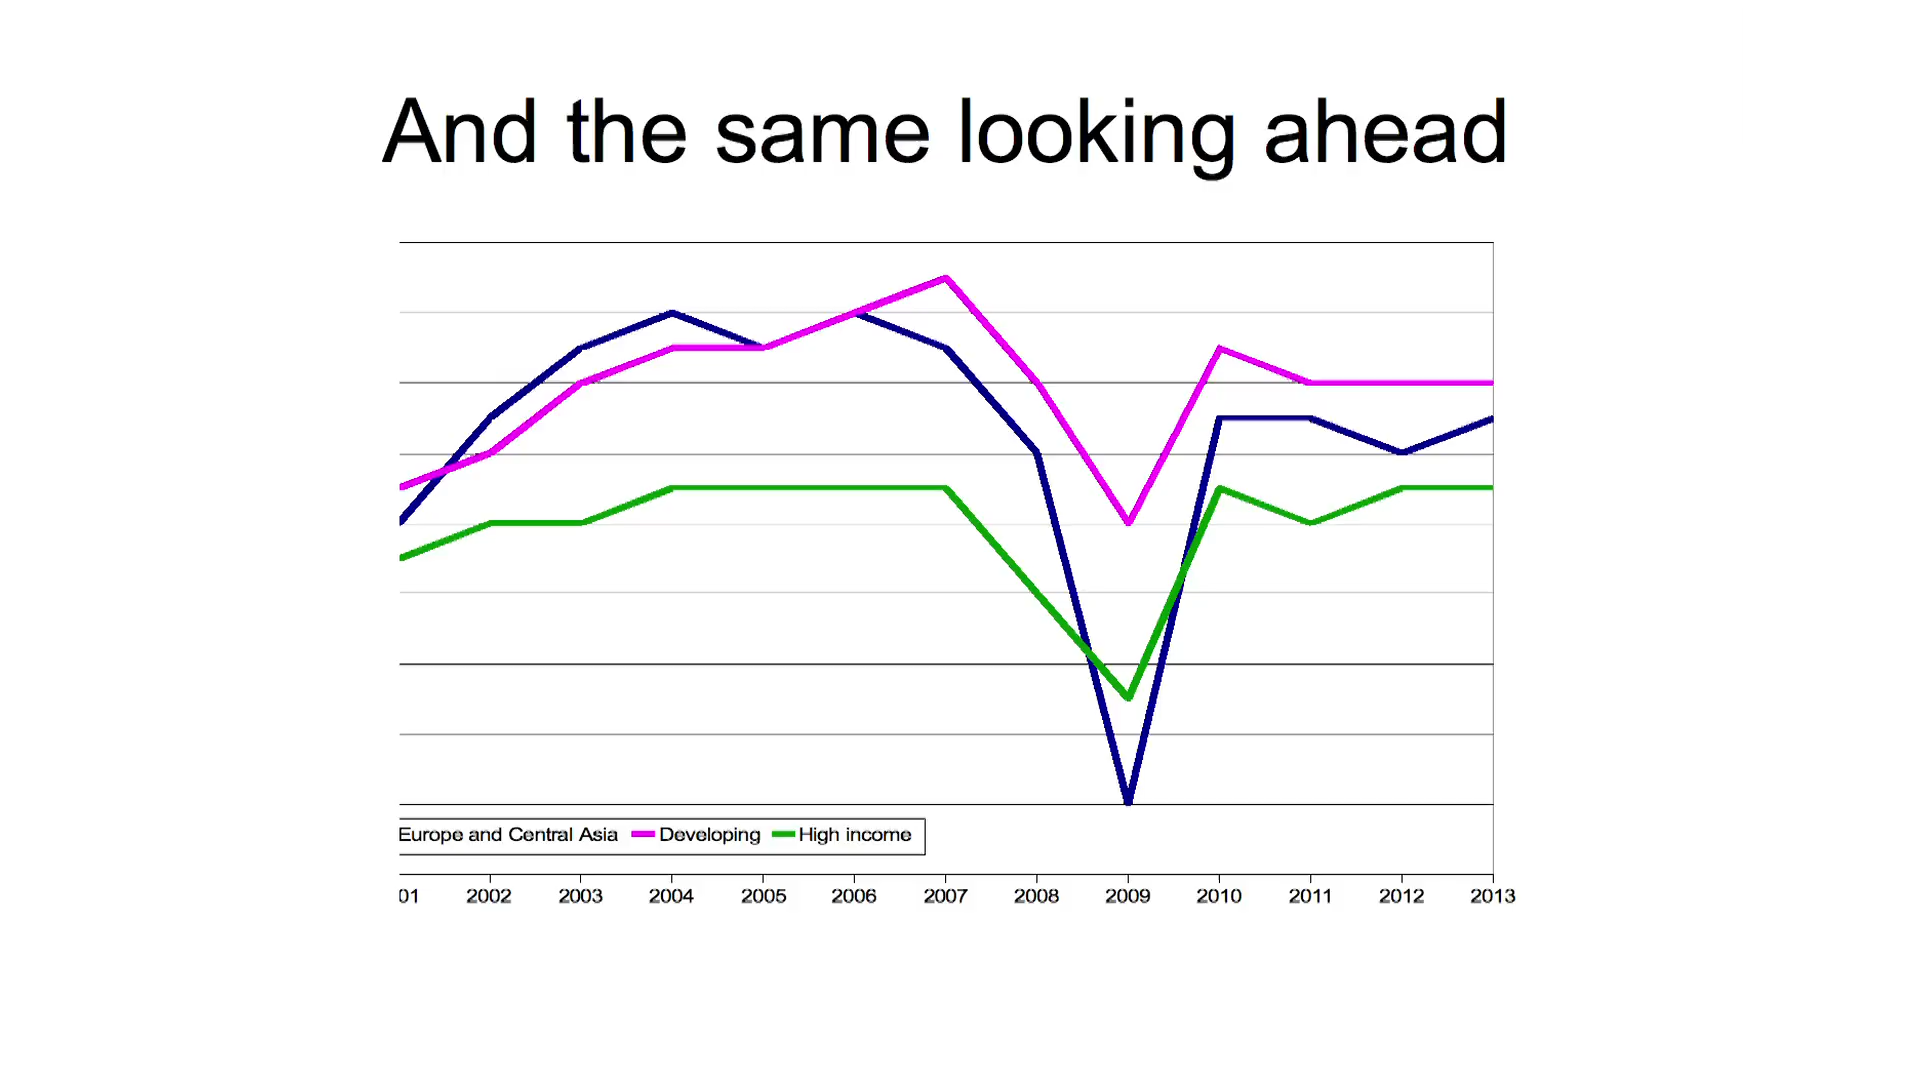 And the same looking ahead
Europe and Central Asia Developing High income
01 2002 2003 2004 2005 2006 2007 2008 2009 2010 2011 2012 2013